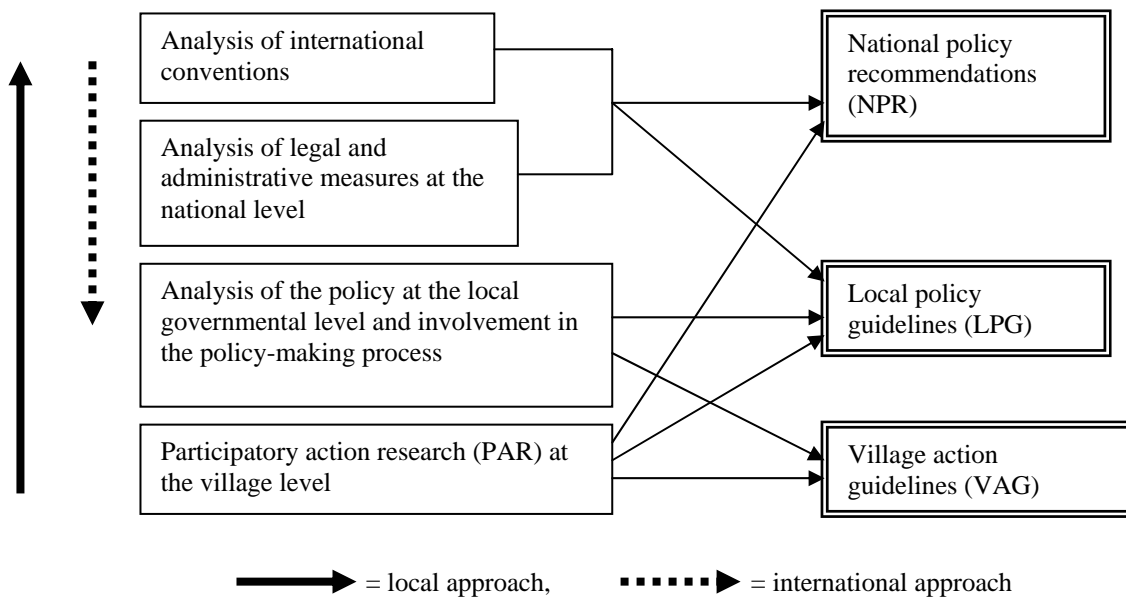 Analysis of international
conventions
Analysis of legal and
administrative measures at the
national level
Analysis of the policy at the local
governmental level and involvement in
the policy-making process
Participatory action research (PAR) at
the village level
National policy
recommendations
(NPR)
Local policy
guidelines (LPG)
Village action
guidelines (VAG)
= local approach,
= international approach